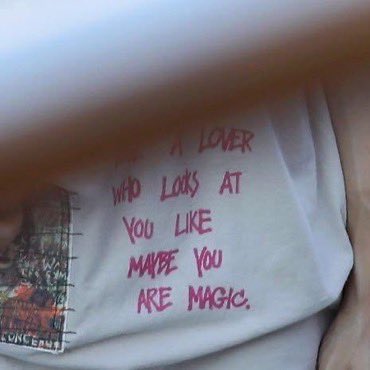 A LOVER
WHO LOOKS AT
YOU LIKE
MAYBE YOU
ARE MAGIC.